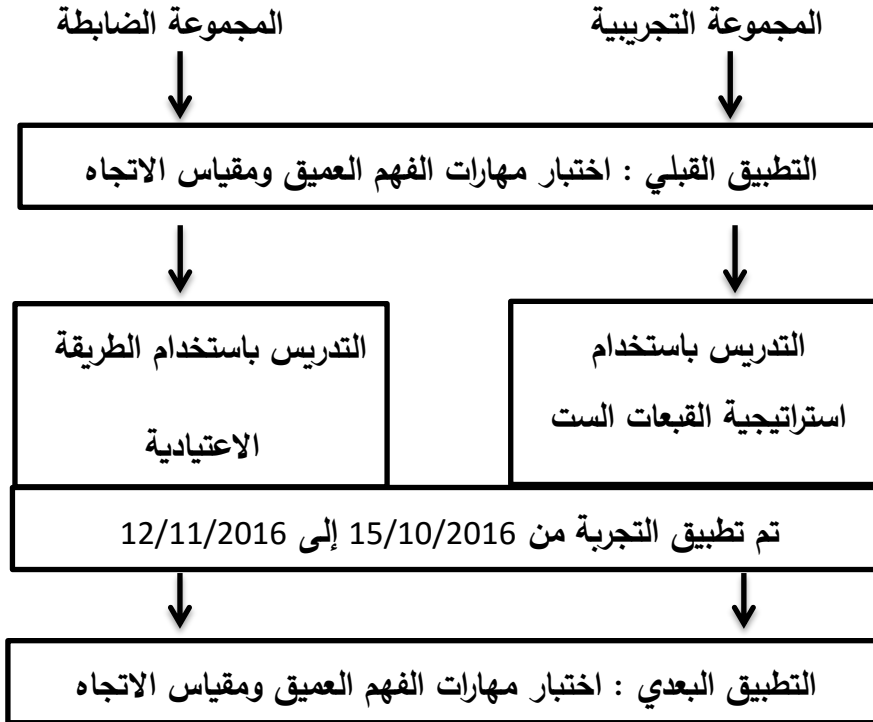 المجموعة التجريبية
المجموعة الضابطة
التطبيق القبلي : اختبار مهارات الفهم العميق ومقياس الاتجاه
التدريس باستخدام
استراتيجية القبعات الست
التدريس باستخدام الطريقة
الاعتيادية
تم تطبيق التجربة من 15/10/2016 إلى 12/11/2016
التطبيق البعدي : اختبار مهارات الفهم العميق ومقياس الاتجاه